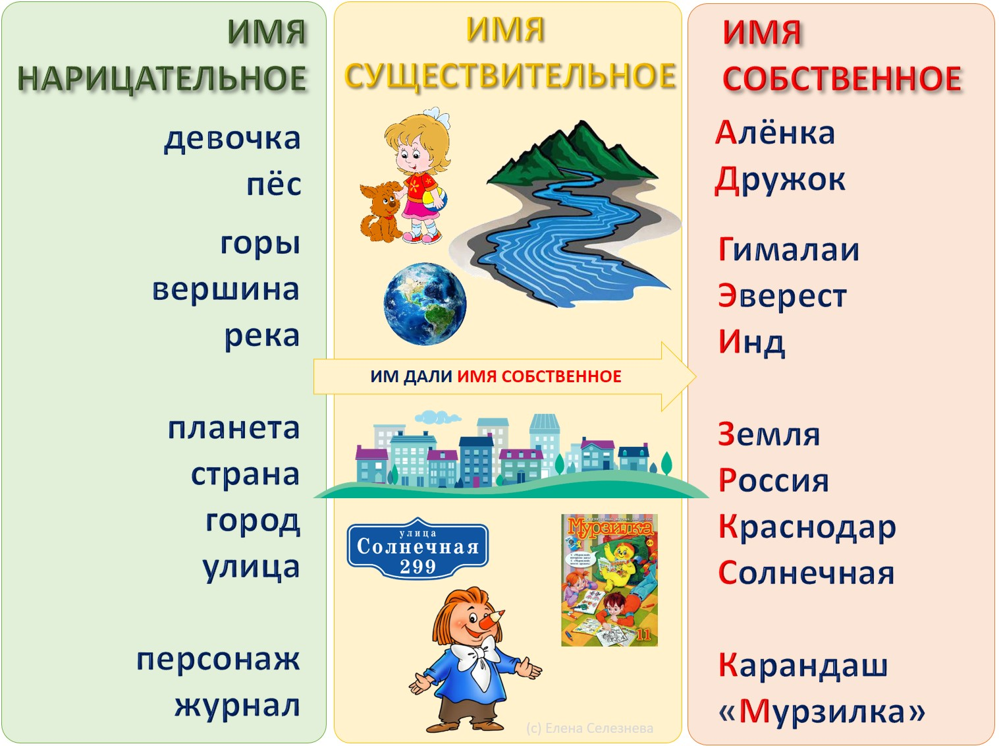 ИМЯ
НАРИЦАТЕЛЬНОЕ
девочка
пёс
горы
вершина
река
планета
страна
город
улица
персонаж
журнал
ИМЯ
СУЩЕСТВИТЕЛЬНОЕ
ИМ ДАЛИ ИМЯ СОБСТВЕННОЕ
улица
Солнечная
299
Мурзилка
6+
11
(с) Елена Селезнева
ИМЯ
СОБСТВЕННОЕ
Алёнка
Дружок
Гималаи
Эверест
Инд
Земля
Россия
Краснодар
Солнечная
Карандаш
«Мурзилка»